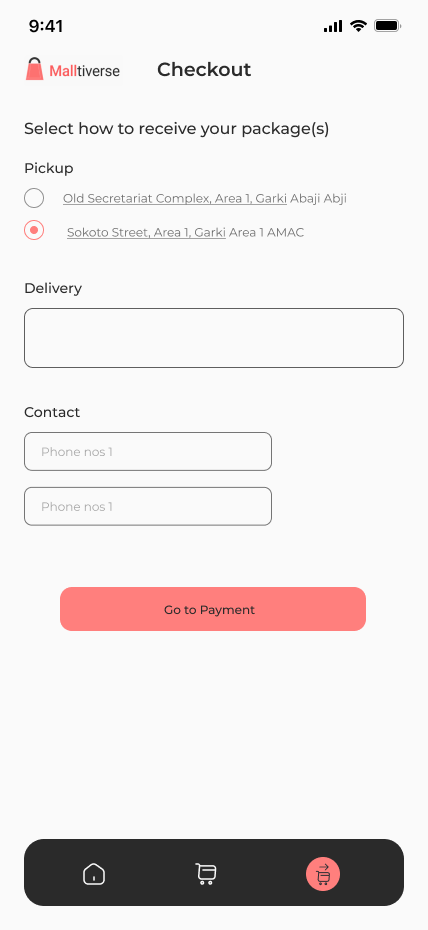 9:41
Malltiverse
Checkout
Select how to receive your package(s)
Pickup
Old Secretariat Complex, Area 1, Garki Abaji Abji
Sokoto Street, Area 1, Garki Area 1 AMAC
Delivery
Contact
Phone nos 1
Phone nos 1
Go to Payment